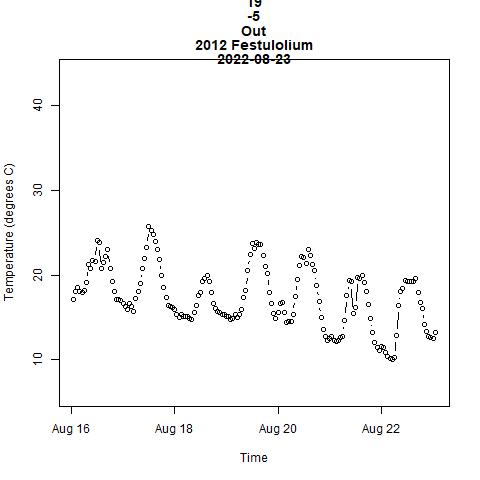 19
-5
Out
2012 Festulolium
2022-08-23
Temperature (degrees C)
40
30
20
10
Aug 16
Aug 18
Aug 20
Aug 22
Time